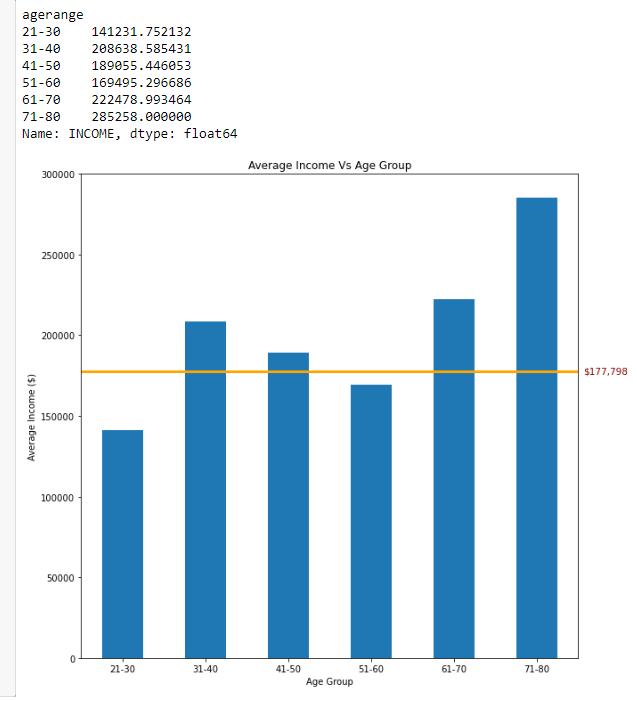 agerange
21-30    141231.752132
31-40    208638.585431
41-50    189055.446053
51-60    169495.296686
61-70    222478.993464
71-80    285258.000000
Name: INCOME, dtype: float64
Average Income Vs Age Group
300000
250000
200000
150000
100000
50000
0
Average Income ($)
$177,798
21-30 31-40 41-50 51-60 61-70 71-80
Age Group